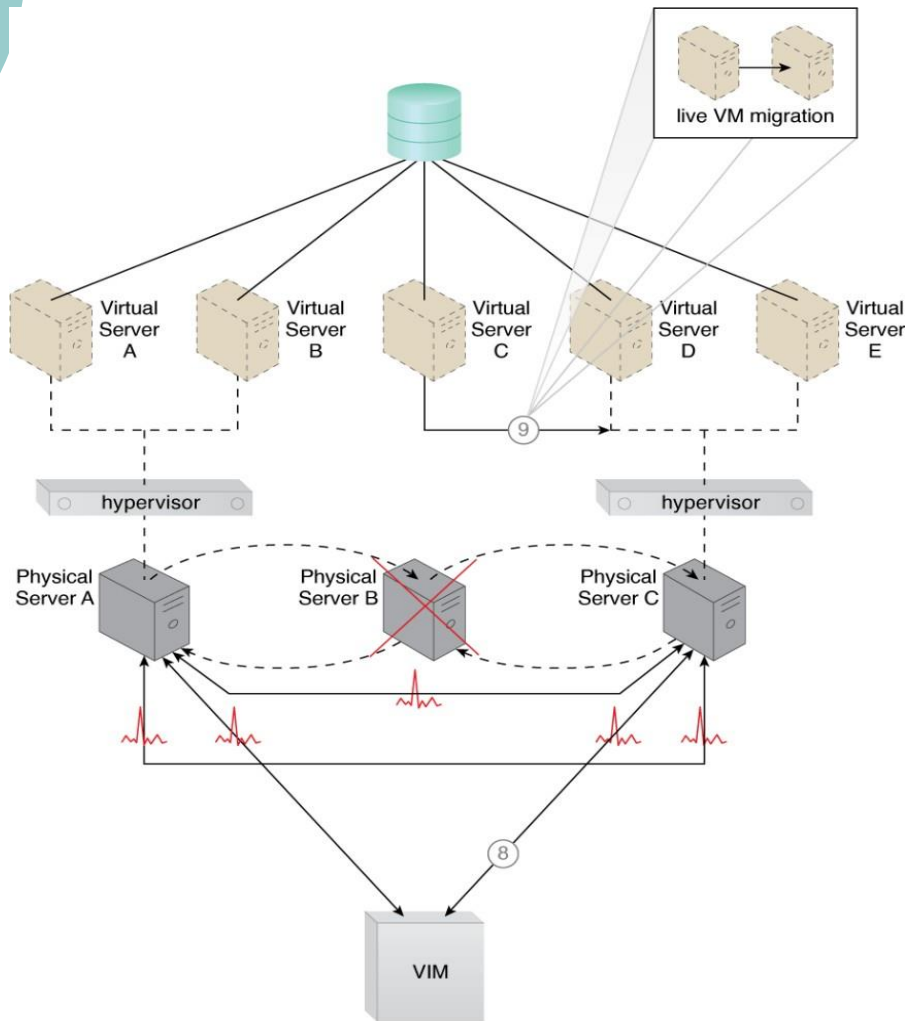 live VM migration
Virtual
Server
A
Virtual
Server
B
Virtual
Server
C
Virtual
Server
D
Virtual
Server
E
9
hypervisor
hypervisor
Physical
Server A
Physical
Server B
Physical
Server C
8
VIM